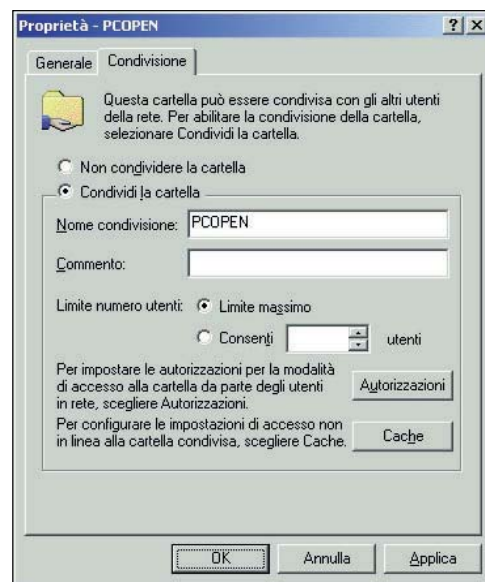 Proprietà - PCOPEN
Generale
Condivisione
Questa cartella può essere condivisa con gli altri utenti
della rete. Per abilitare la condivisione della cartella,
selezionare Condividi la cartella.
Non condividere la cartella
Condividi la cartella
Nome condivisione: PCOPEN
Commento:
Limite numero utenti: Limite massimo
Consenti utenti
Per impostare le autorizzazioni per la modalità
di accesso alla cartella da parte degli utenti
in rete, scegliere Autorizzazioni.
Autorizzazioni
Per configurare le impostazioni di accesso non
in linea alla cartella condivisa, scegliere Cache.
Cache
OK Annulla Applica